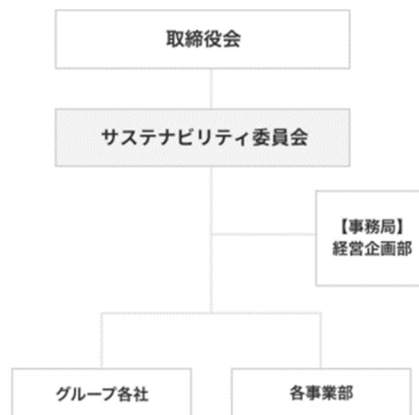 取締役会
サステナビリティ委員会
【事務局】
経営企画部
グループ各社
各事業部